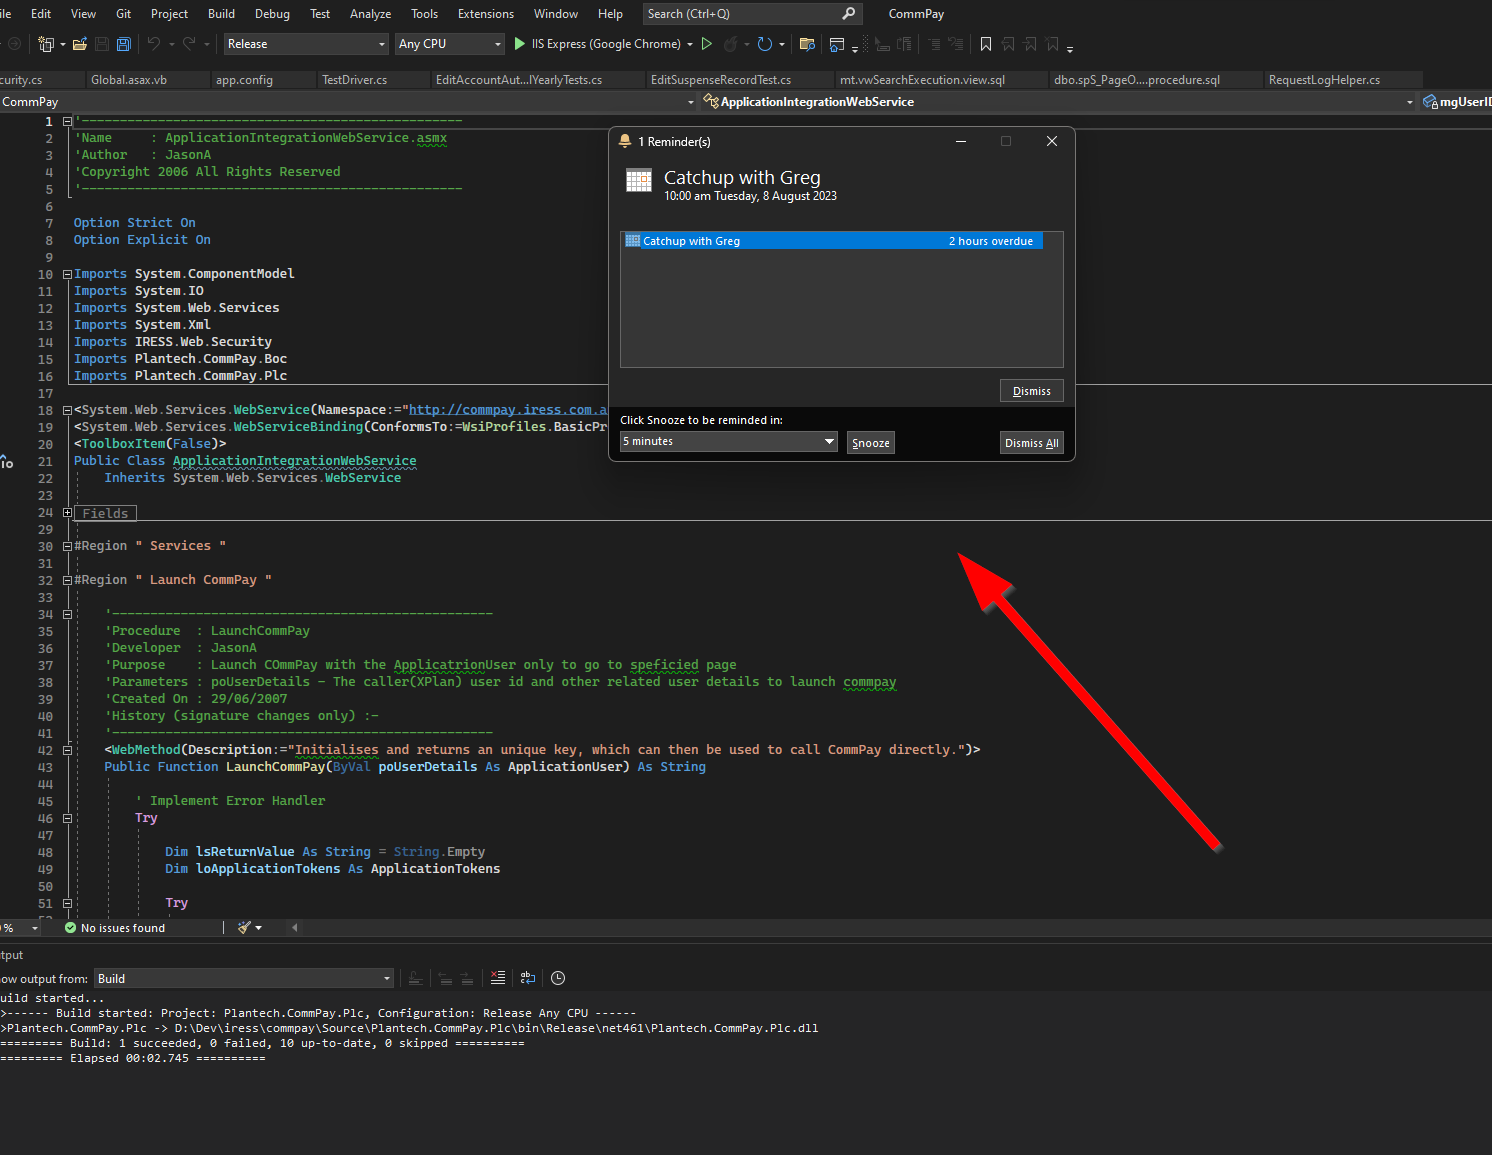 ile Edit View Git Project Build Debug Test Analyze Tools Extensions Window Help Search (Ctrl+Q) CommPay
Release Any CPU IIS Express (Google Chrome)
curity.cs Global.asax.vb app.config TestDriver.cs EditAccountAut...lYearlyTests.cs EditSuspenseRecordTest.cs mt.vwSearchExecution.view.sql dbo.spS_PageO....procedure.sql RequestLogHelper.cs
CommPay ApplicationIntegrationWebService mgUserID
1 '--------------------------------------------------
2 'Name : ApplicationIntegrationWebService.asmx
3 'Author : JasonA
4 'Copyright 2006 All Rights Reserved
5 '--------------------------------------------------
6
7 Option Strict On
8 Option Explicit On
9
10 Imports System.ComponentModel
11 Imports System.IO
12 Imports System.Web.Services
13 Imports System.Xml
14 Imports IRESS.Web.Security
15 Imports Plantech.CommPay.Boc
16 Imports Plantech.CommPay.Plc
17
18 <System.Web.Services.WebService(Namespace:="http://commpay.iress.com.a
19 <System.Web.Services.WebServiceBinding(ConformsTo:=WsiProfiles.BasicPr
20 <ToolboxItem(False)>
21 Public Class ApplicationIntegrationWebService
22 Inherits System.Web.Services.WebService
23
24 Fields
29
30 #Region " Services "
31
32 #Region " Launch CommPay "
33
34 '--------------------------------------------------
35 'Procedure : LaunchCommPay
36 'Developer : JasonA
37 'Purpose : Launch COmmPay with the ApplicatrionUser only to go to speficied page
38 'Parameters : poUserDetails - The caller(XPlan) user id and other related user details to launch commpay
39 'Created On : 29/06/2007
40 'History (signature changes only) :-
41 '--------------------------------------------------
42 <WebMethod(Description:="Initialises and returns an unique key, which can then be used to call CommPay directly.")>
43 Public Function LaunchCommPay(ByVal poUserDetails As ApplicationUser) As String
44
45 ' Implement Error Handler
46 Try
47
48 Dim lsReturnValue As String = String.Empty
49 Dim loApplicationTokens As ApplicationTokens
50
51 Try
1 Reminder(s)
Catchup with Greg
10:00 am Tuesday, 8 August 2023
Catchup with Greg 2 hours overdue
Dismiss
Click Snooze to be reminded in:
5 minutes Snooze Dismiss All
% No issues found
tput
ow output from: Build
uild started...
>------ Build started: Project: Plantech.CommPay.Plc, Configuration: Release Any CPU ------
>Plantech.CommPay.Plc -> D:\Dev\iress\commpay\Source\Plantech.CommPay.Plc\bin\Release\net461\Plantech.CommPay.Plc.dll
========= Build: 1 succeeded, 0 failed, 10 up-to-date, 0 skipped ==========
========= Elapsed 00:02.745 ==========